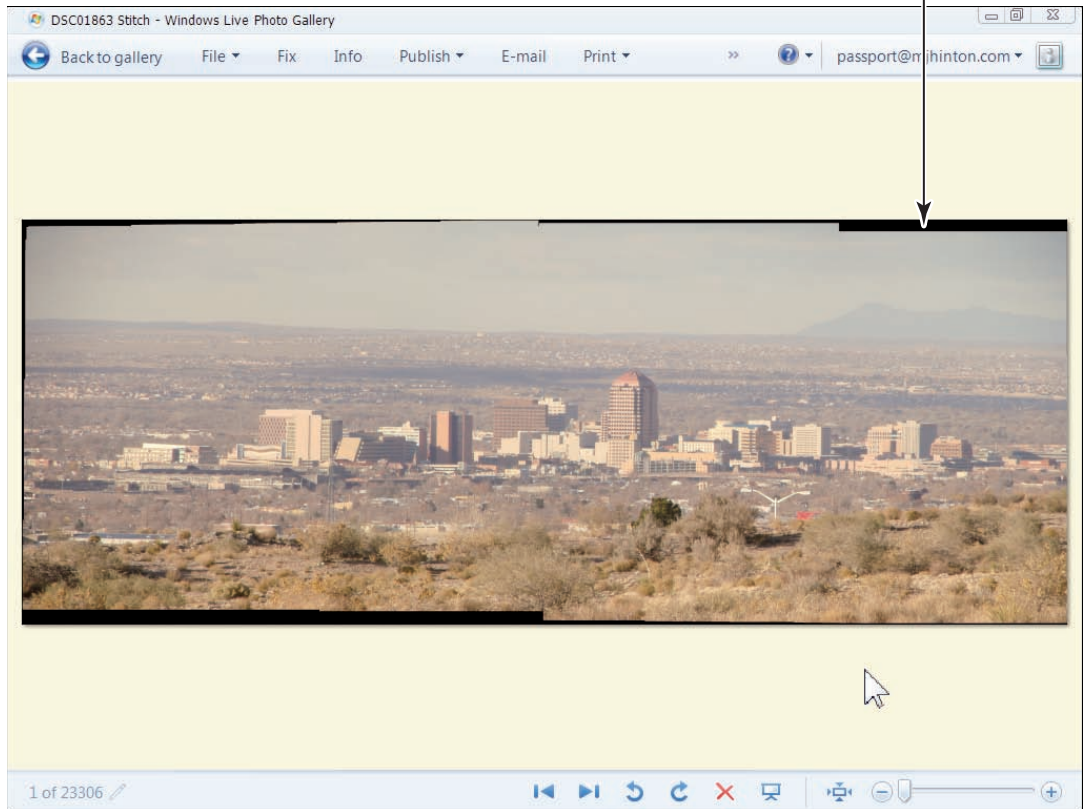 DSC01863 Stitch - Windows Live Photo Gallery
Back to gallery File Fix Info Publish E-mail Print » passport@mjhinton.com
1 of 23306